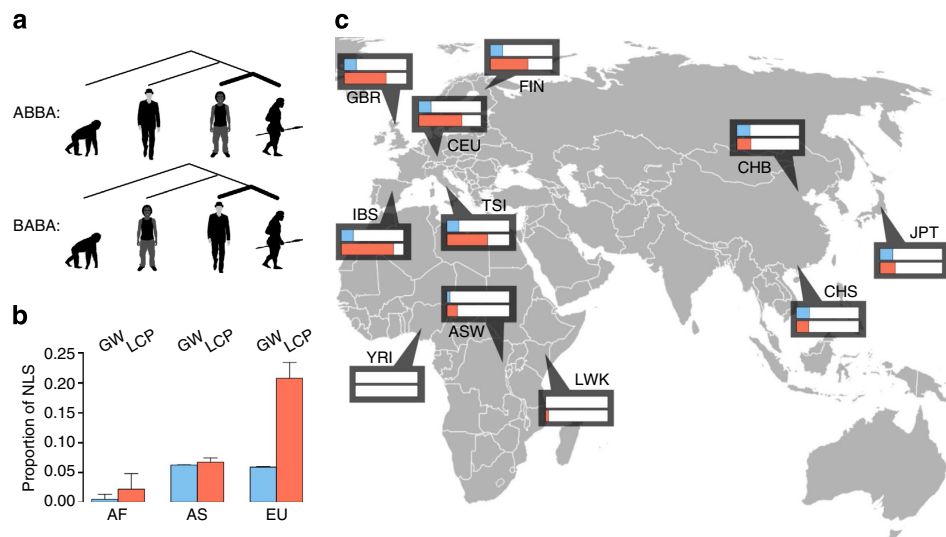 a
ABBA:
BABA:
b
GW LCP GW LCP GW LCP
Proportion of NLS
0.25
0.20
0.15
0.10
0.05
0.00
AF AS EU
c
GBR
FIN
CEU
CHB
IBS
TSI
JPT
CHS
ASW
YRI
LWK